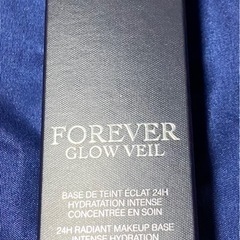 FOREVER
GLOW VEIL
BASE DE TEINT ÉCLAT 24H
HYDRATATION INTENSE
CONCENTRÉE EN SOIN
24H RADIANT MAKEUP BASE
INTENSE HYDRATION